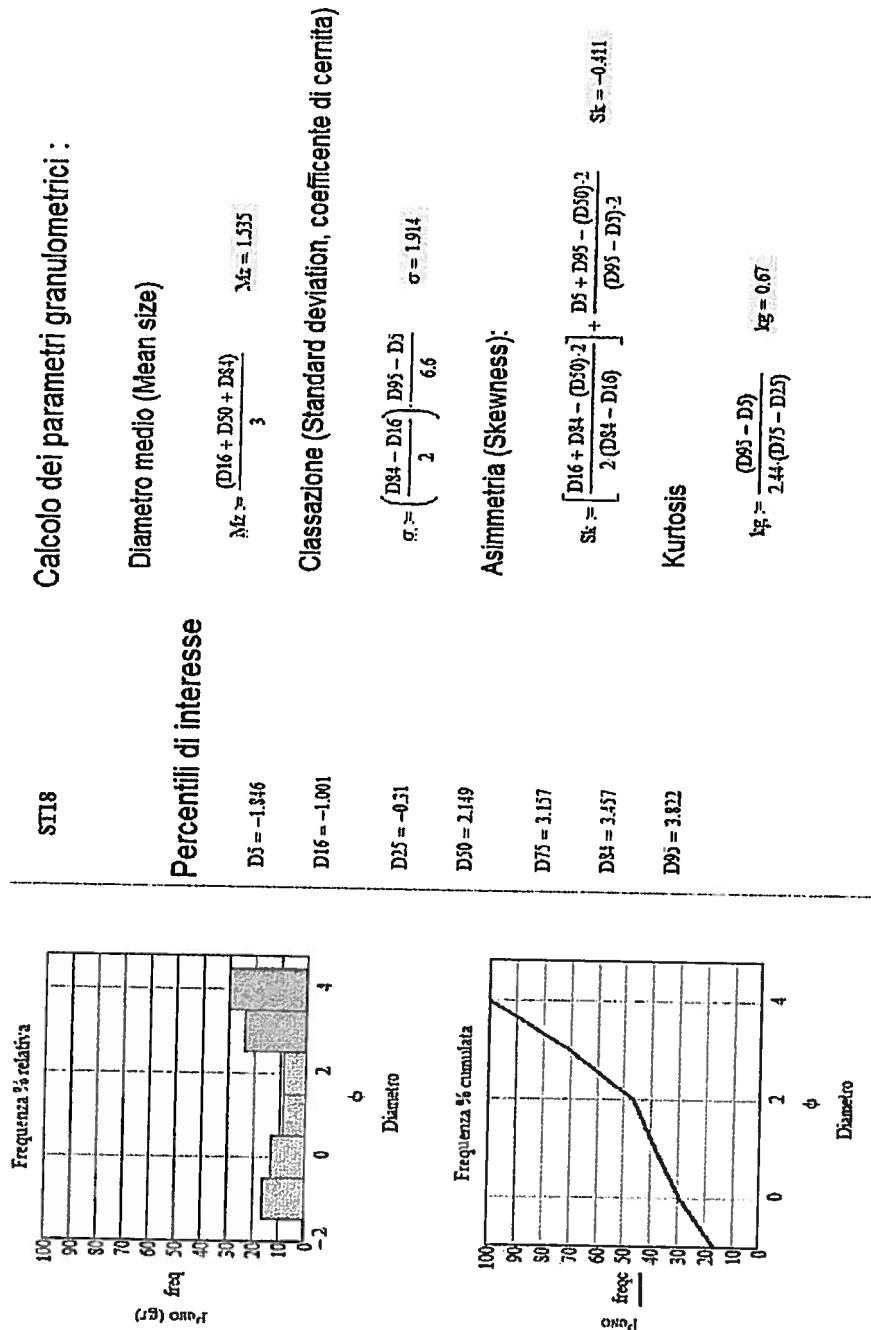 ST18
Calcolo dei parametri granulometrici :
Percentili di interesse
D5 = -1.846
D16 = -1.001
D25 = -0.31
D50 = 2.149
D75 = 3.157
D84 = 3.457
D95 = 3.822
Diametro medio (Mean size)
Mz := (D16 + D50 + D84) / 3
Mz = 1.535
Classazione (Standard deviation, coefficente di cernita)
σ := ( (D84 − D16) / 2 ) · (D95 − D5) / 6.6
σ = 1.914
Asimmetria (Skewness):
Sk := [ (D16 + D84 − (D50)·2) / (2·(D84 − D16)) ] + (D5 + D95 − (D50)·2) / ((D95 − D5)·2)
Sk = −0.411
Kurtosis
kg := (D95 − D5) / (2.44·(D75 − D25))
kg = 0.67
Frequenza % relativa
100
90
80
70
60
50
40
30
20
10
0
freq
Peso (gr)
−2
0
2
4
ϕ
Diametro
Frequenza % cumulata
100
90
80
70
60
50
40
30
20
10
0
freqc
Peso
0
2
4
ϕ
Diametro